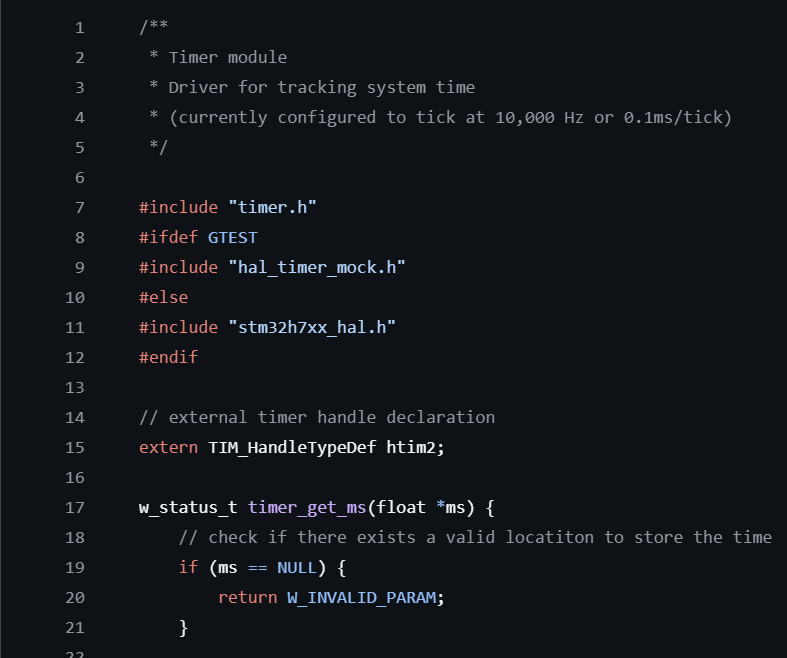 1 /**
2  * Timer module
3  * Driver for tracking system time
4  * (currently configured to tick at 10,000 Hz or 0.1ms/tick)
5  */
6
7 #include "timer.h"
8 #ifdef GTEST
9 #include "hal_timer_mock.h"
10 #else
11 #include "stm32h7xx_hal.h"
12 #endif
13
14 // external timer handle declaration
15 extern TIM_HandleTypeDef htim2;
16
17 w_status_t timer_get_ms(float *ms) {
18     // check if there exists a valid locatiton to store the time
19     if (ms == NULL) {
20         return W_INVALID_PARAM;
21     }
22